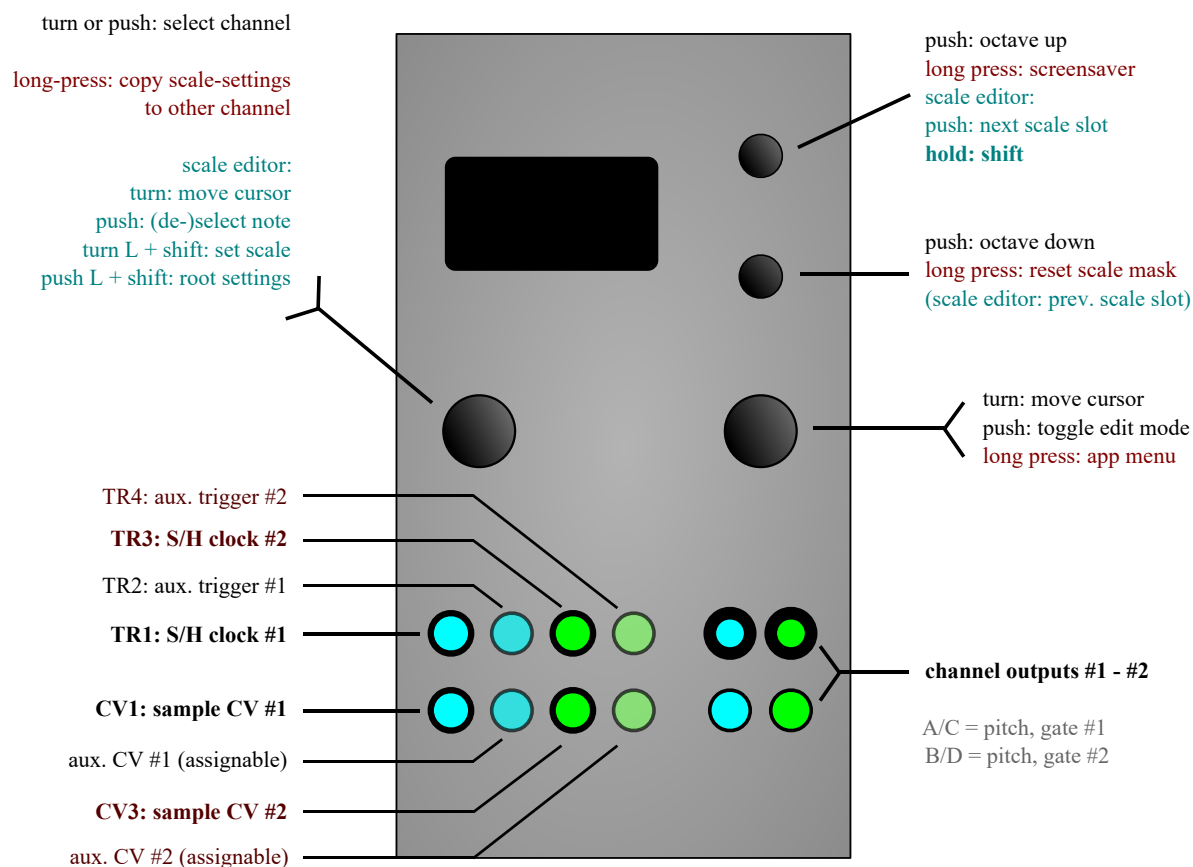 turn or push: select channel
long-press: copy scale-settings
to other channel
scale editor:
turn: move cursor
push: (de-)select note
turn L + shift: set scale
push L + shift: root settings
push: octave up
long press: screensaver
scale editor:
push: next scale slot
hold: shift
push: octave down
long press: reset scale mask
(scale editor: prev. scale slot)
turn: move cursor
push: toggle edit mode
long press: app menu
TR4: aux. trigger #2
TR3: S/H clock #2
TR2: aux. trigger #1
TR1: S/H clock #1
CV1: sample CV #1
aux. CV #1 (assignable)
CV3: sample CV #2
aux. CV #2 (assignable)
channel outputs #1 - #2
A/C = pitch, gate #1
B/D = pitch, gate #2